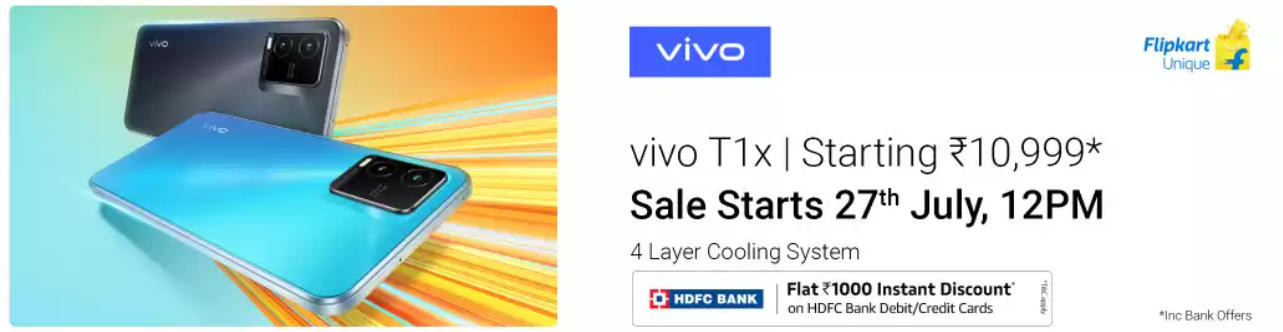 vivo
vivo
vivo
Flipkart
Unique
vivo T1x | Starting ₹10,999*
Sale Starts 27th July, 12PM
4 Layer Cooling System
HDFC BANK
Flat ₹1000 Instant Discount*
on HDFC Bank Debit/Credit Cards
*T&C apply
*Inc Bank Offers